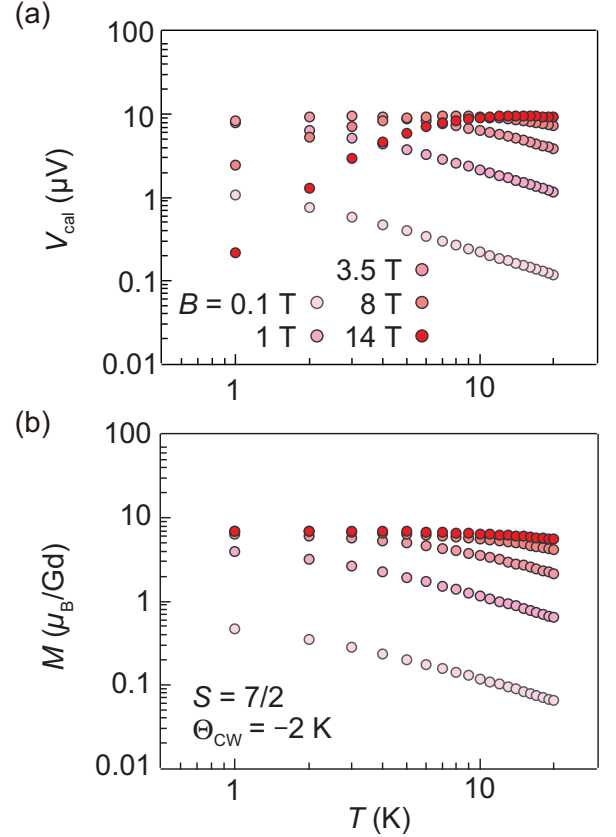 (a)
100
10
1
0.1
0.01
V_cal (μV)
3.5 T
B = 0.1 T
8 T
1 T
14 T
1
10
(b)
100
10
1
0.1
0.01
M (μ_B/Gd)
S = 7/2
Θ_CW = −2 K
1
10
T (K)